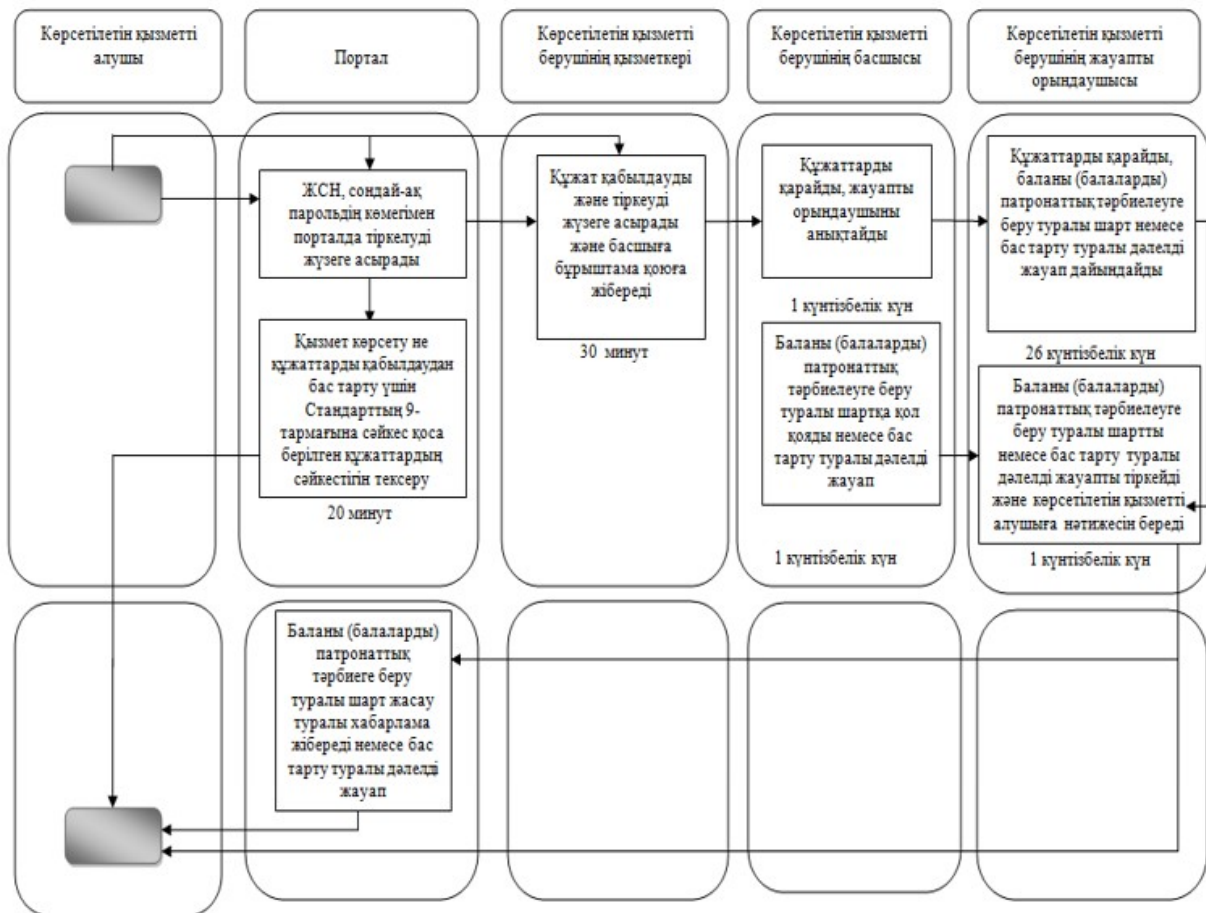 Көрсетілетін қызметті
алушы
Портал
Көрсетілетін қызметті
берушінің қызметкері
Көрсетілетін қызметті
берушінің басшысы
Көрсетілетін қызметті
берушінің жауапты
орындаушысы
ЖСН, сондай-ақ
парольдің көмегімен
порталда тіркелуді
жүзеге асырады
Құжат қабылдауды
және тіркеуді
жүзеге асырады
және басшыға
бұрыштама қоюға
жібереді
30 минут
Құжаттарды
қарайды, жауапты
орындаушыны
анықтайды
1 күнтізбелік күн
Құжаттарды қарайды,
баланы (балаларды)
патронаттық тәрбиелеуге
беру туралы шарт немесе
бас тарту туралы дәлелді
жауап дайындайды
26 күнтізбелік күн
Қызмет көрсету не
құжаттарды қабылдаудан
бас тарту үшін
Стандарттың 9-
тармағына сәйкес қоса
берілген құжаттардың
сәйкестігін тексеру
20 минут
Баланы (балаларды)
патронаттық
тәрбиелеуге беру
туралы шартқа қол
қояды немесе бас
тарту туралы дәлелді
жауап
1 күнтізбелік күн
Баланы (балаларды)
патронаттық тәрбиелеуге
беру туралы шартты
немесе бас тарту туралы
дәлелді жауапты тіркейді
және көрсетілетін қызметті
алушыға нәтижесін береді
1 күнтізбелік күн
Баланы (балаларды)
патронаттық
тәрбиеге беру
туралы шарт жасау
туралы хабарлама
жібереді немесе бас
тарту туралы дәлелді
жауап